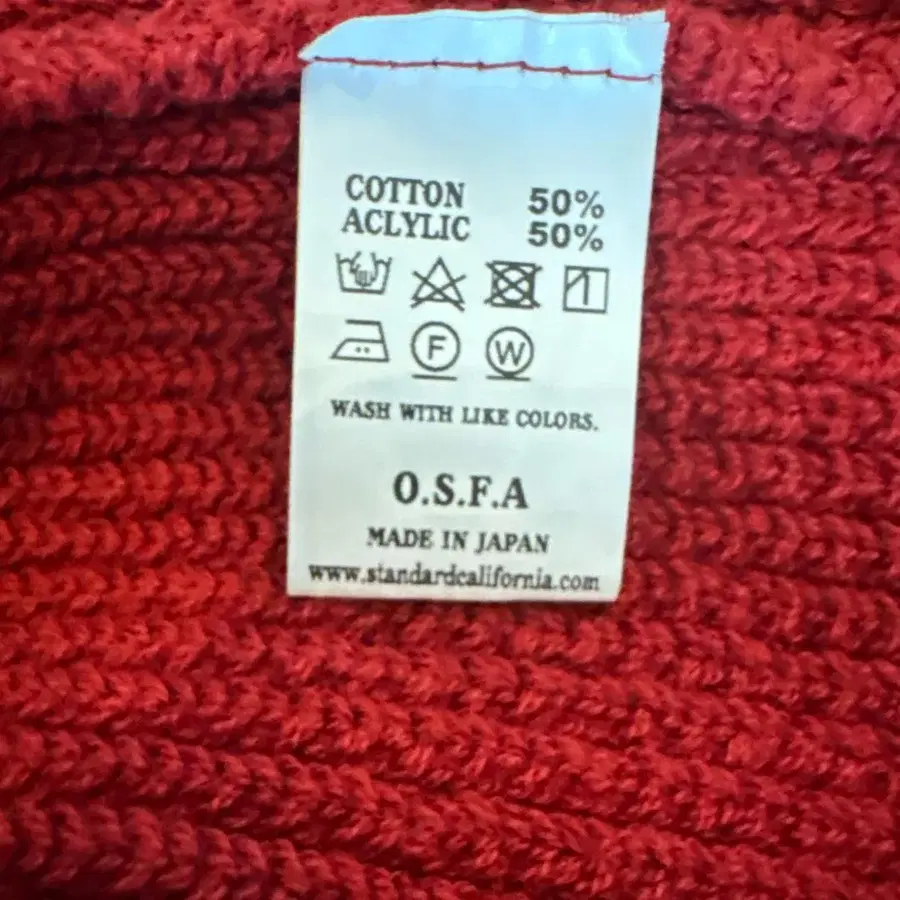 COTTON 50%
ACLYLIC 50%
F W
WASH WITH LIKE COLORS.
O.S.F.A
MADE IN JAPAN
www.standardcalifornia.com